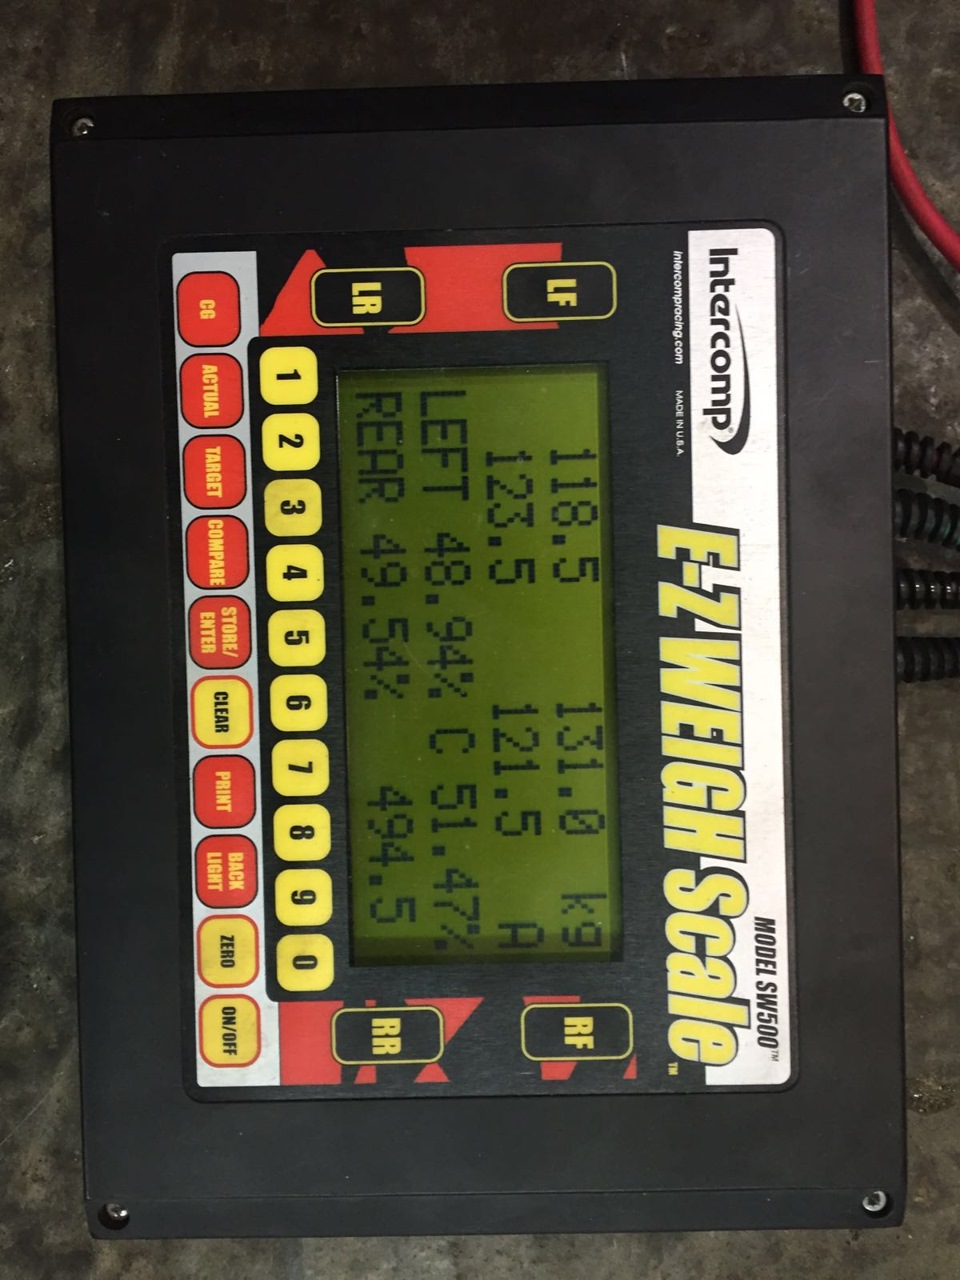 Intercomp®
intercompracing.com MADE IN U.S.A.
MODEL SW500™
E-Z WEIGH Scale™
LF
RF
LR
RR
118.5 131.0 kg
123.5 121.5 A
LEFT 48.94% C 51.47%
REAR 49.54% 494.5
1 2 3 4 5 6 7 8 9 0
CG
ACTUAL
TARGET
COMPARE
STORE/
ENTER
CLEAR
PRINT
BACK
LIGHT
ZERO
ON/OFF